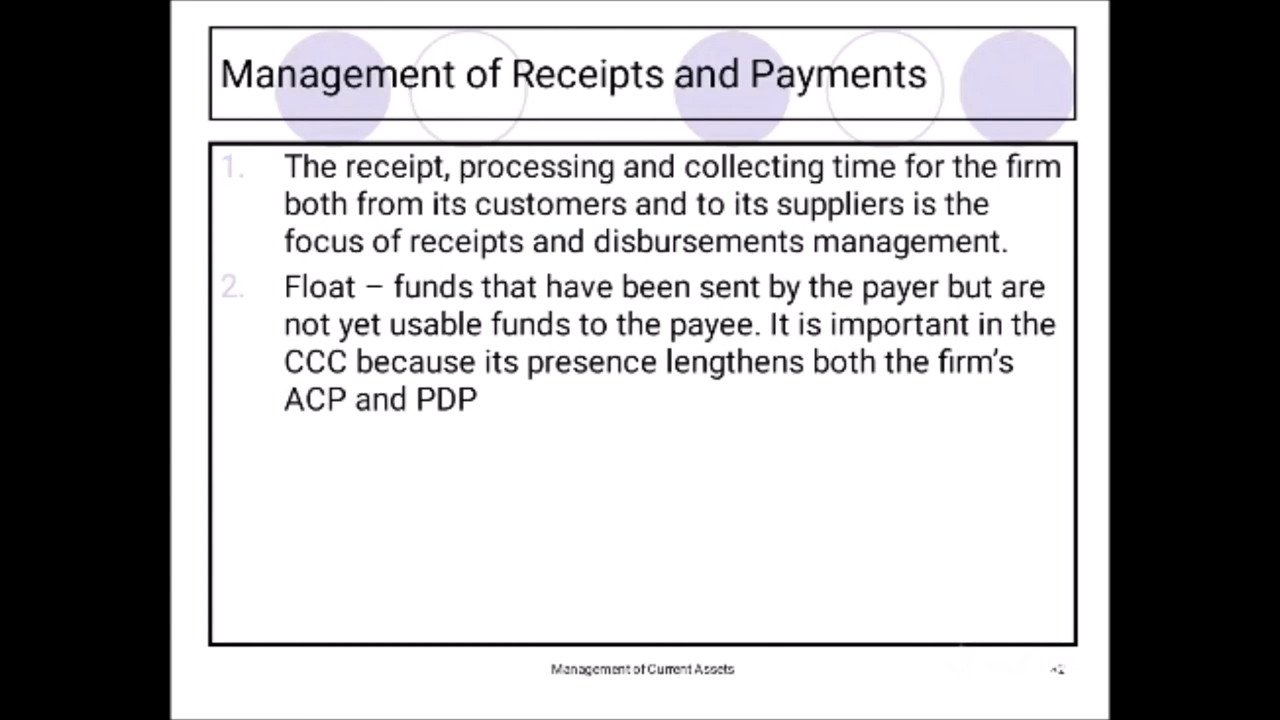 Management of Receipts and Payments
1. The receipt, processing and collecting time for the firm
both from its customers and to its suppliers is the
focus of receipts and disbursements management.
2. Float – funds that have been sent by the payer but are
not yet usable funds to the payee. It is important in the
CCC because its presence lengthens both the firm’s
ACP and PDP
Management of Current Assets